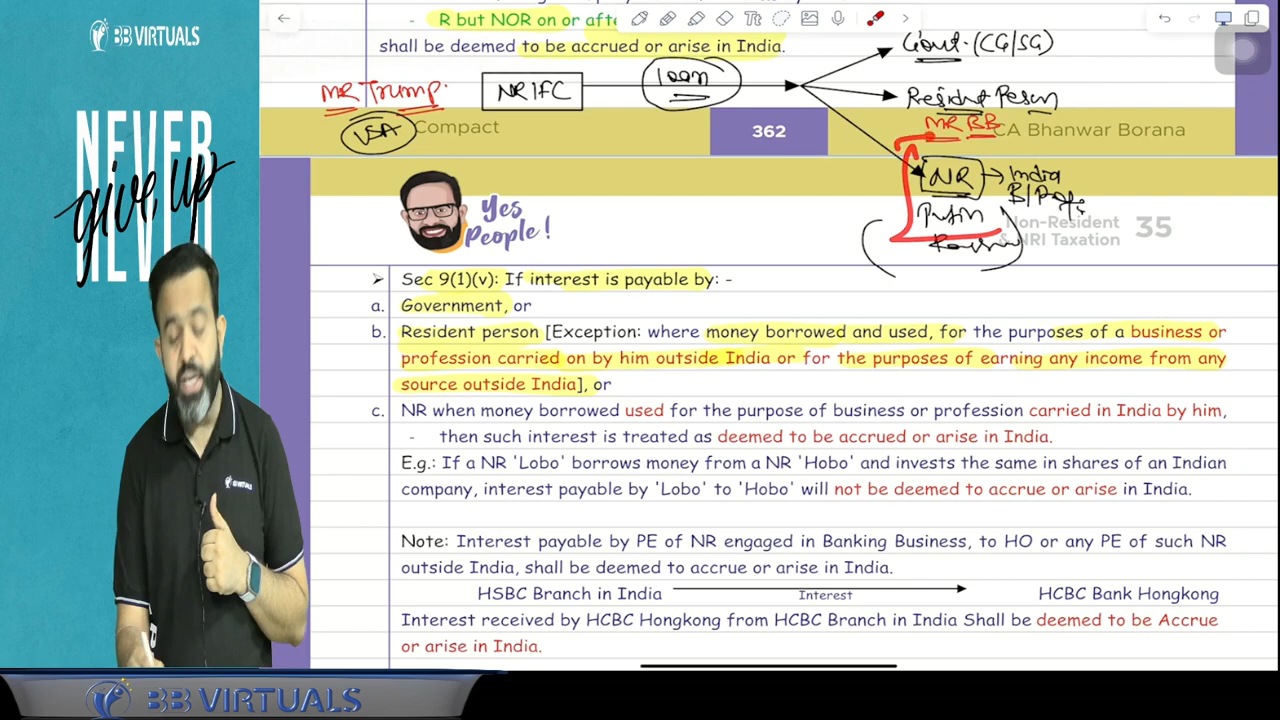 BB VIRTUALS
NEVER
give up
NEVER
R but NOR on or afte
shall be deemed to be accrued or arise in India.
Govt. (CG/SG)
MR Trump.
NR IFC
loan
Resident Person
USA
Compact
362
MR BB
CA Bhanwar Borana
NR
India
Yes
People !
Person
Non-Resident
& NRI Taxation
35
Sec 9(1)(v): If interest is payable by: -
a. Government, or
b. Resident person [Exception: where money borrowed and used, for the purposes of a business or
profession carried on by him outside India or for the purposes of earning any income from any
source outside India], or
c. NR when money borrowed used for the purpose of business or profession carried in India by him,
- then such interest is treated as deemed to be accrued or arise in India.
E.g.: If a NR 'Lobo' borrows money from a NR 'Hobo' and invests the same in shares of an Indian
company, interest payable by 'Lobo' to 'Hobo' will not be deemed to accrue or arise in India.
Note: Interest payable by PE of NR engaged in Banking Business, to HO or any PE of such NR
outside India, shall be deemed to accrue or arise in India.
HSBC Branch in India Interest HCBC Bank Hongkong
Interest received by HCBC Hongkong from HCBC Branch in India Shall be deemed to be Accrue
or arise in India.
BB VIRTUALS
BB VIRTUALS